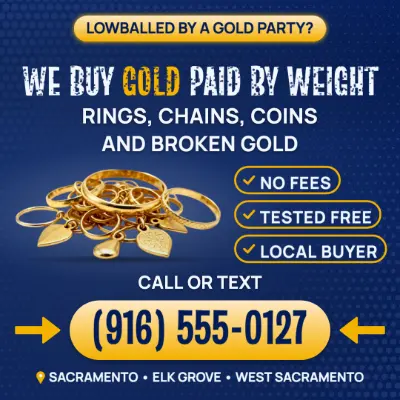 LOWBALLED BY A GOLD PARTY?
WE BUY GOLD PAID BY WEIGHT
RINGS, CHAINS, COINS
AND BROKEN GOLD
NO FEES
TESTED FREE
LOCAL BUYER
CALL OR TEXT
(916) 555-0127
SACRAMENTO • ELK GROVE • WEST SACRAMENTO